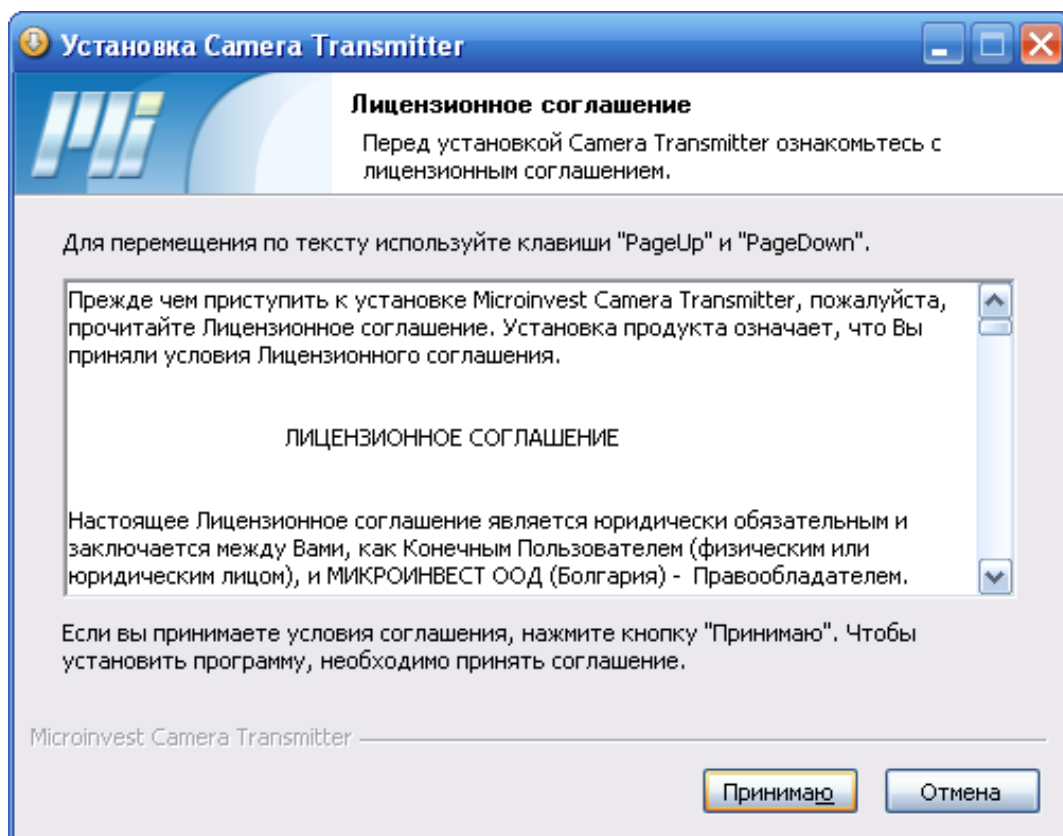 Установка Camera Transmitter
Mi
Лицензионное соглашение
Перед установкой Camera Transmitter ознакомьтесь с
лицензионным соглашением.
Для перемещения по тексту используйте клавиши "PageUp" и "PageDown".
Прежде чем приступить к установке Microinvest Camera Transmitter, пожалуйста,
прочитайте Лицензионное соглашение. Установка продукта означает, что Вы
приняли условия Лицензионного соглашения.
ЛИЦЕНЗИОННОЕ СОГЛАШЕНИЕ
Настоящее Лицензионное соглашение является юридически обязательным и
заключается между Вами, как Конечным Пользователем (физическим или
юридическим лицом), и МИКРОИНВЕСТ ООД (Болгария) - Правообладателем.
Если вы принимаете условия соглашения, нажмите кнопку "Принимаю". Чтобы
установить программу, необходимо принять соглашение.
Microinvest Camera Transmitter
Принимаю
Отмена